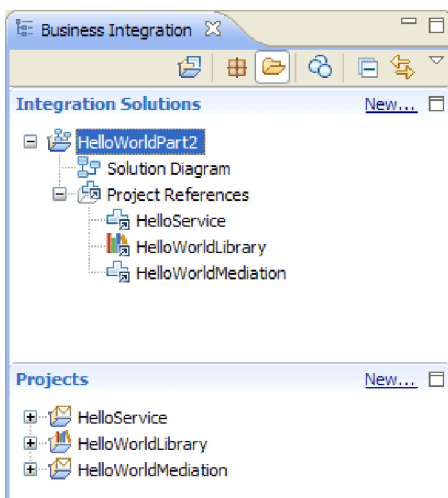 Business Integration
Integration Solutions New...
HelloWorldPart2
Solution Diagram
Project References
HelloService
HelloWorldLibrary
HelloWorldMediation
Projects New...
HelloService
HelloWorldLibrary
HelloWorldMediation